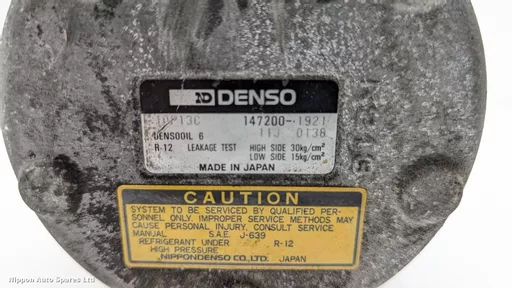 ND DENSO
10P13C 147200-1921
DENSOOIL 6 113 0138
R-12 LEAKAGE TEST HIGH SIDE 30kg/cm²
LOW SIDE 15kg/cm²
MADE IN JAPAN
CAUTION
SYSTEM TO BE SERVICED BY QUALIFIED PER-
SONNEL ONLY. IMPROPER SERVICE METHODS MAY
CAUSE PERSONAL INJURY, CONSULT SERVICE
MANUAL S.A.E. J-639
REFRIGERANT UNDER R-12
HIGH PRESSURE
NIPPONDENSO CO., LTD. JAPAN
Nippon Auto Spares Ltd